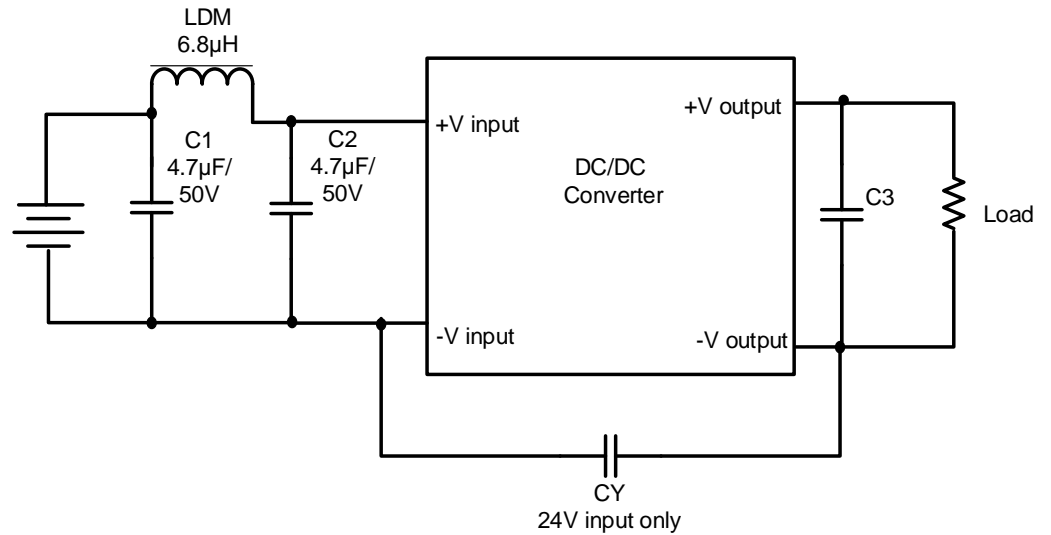 LDM
6.8µH
C1
4.7µF/
50V
C2
4.7µF/
50V
+V input
-V input
DC/DC
Converter
+V output
-V output
C3
Load
CY
24V input only